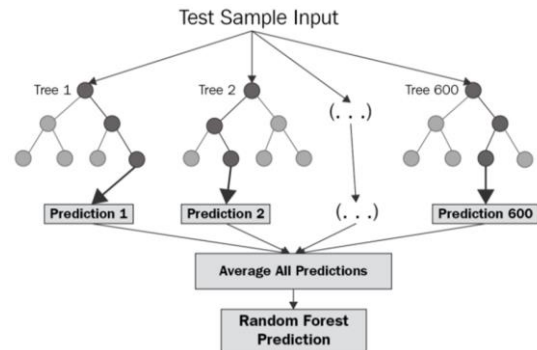 Test Sample Input
Tree 1
Tree 2
(. . .)
Tree 600
Prediction 1
Prediction 2
(. . .)
Prediction 600
Average All Predictions
Random Forest
Prediction